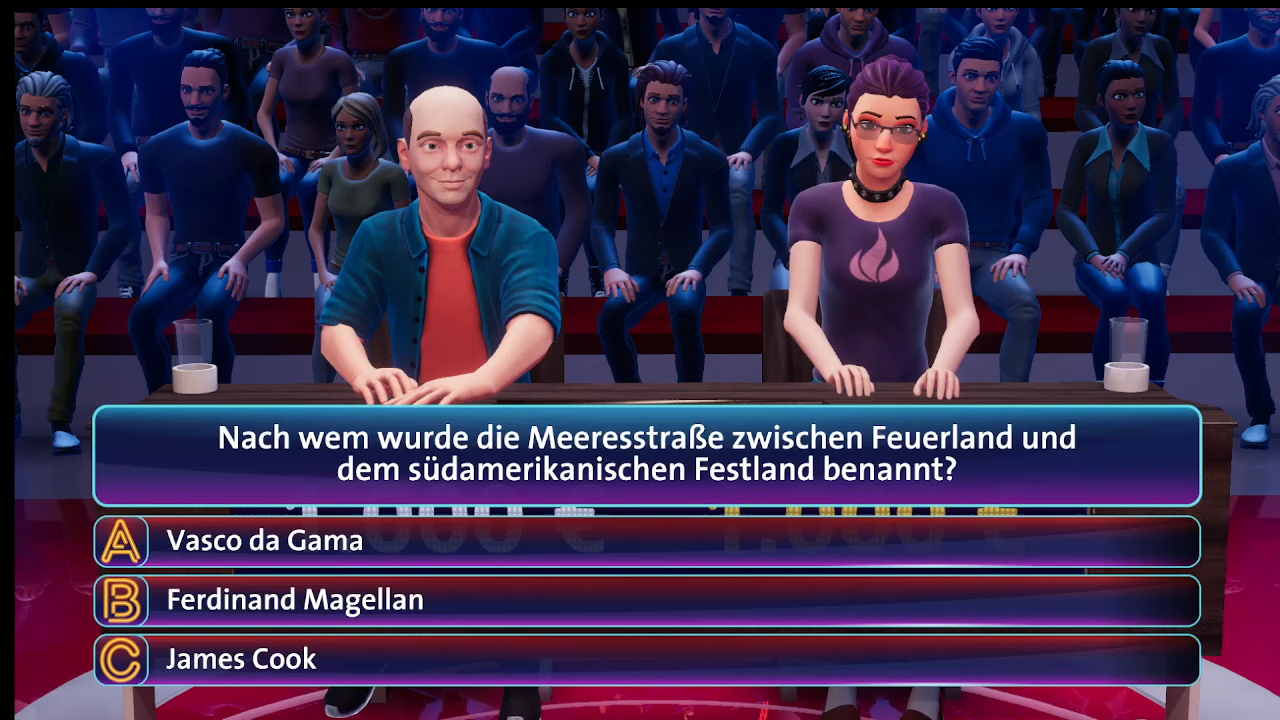 Nach wem wurde die Meeresstraße zwischen Feuerland und
dem südamerikanischen Festland benannt?
A Vasco da Gama
B Ferdinand Magellan
C James Cook